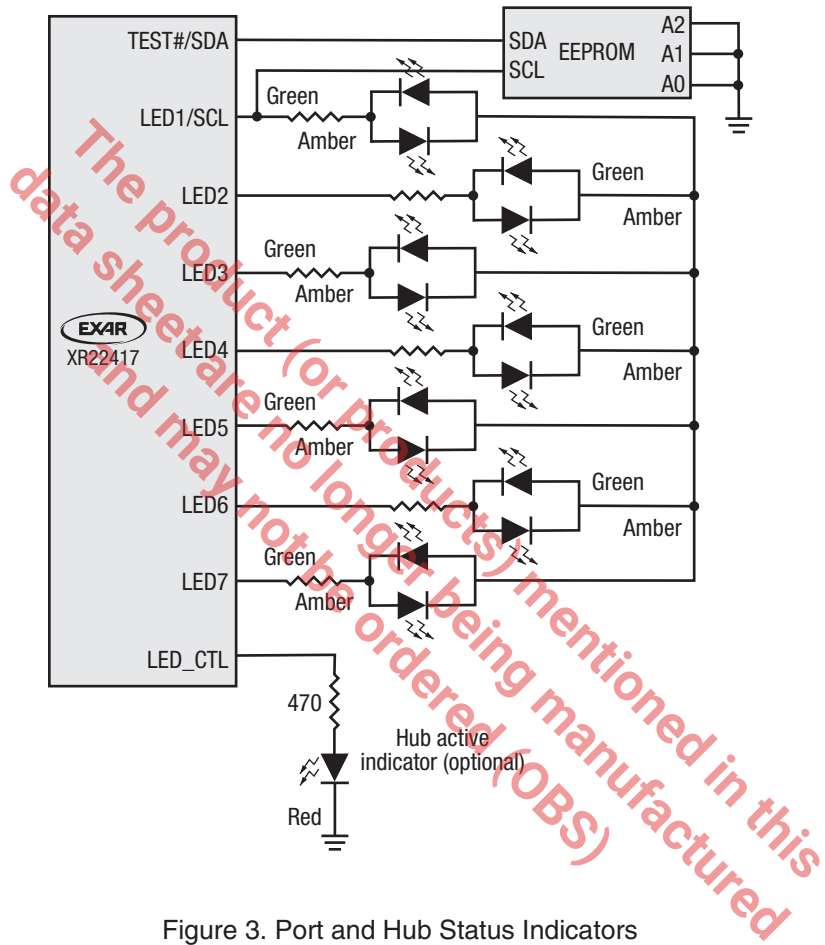 TEST#/SDA
SDA
EEPROM
A2
A1
A0
SCL
Green
LED1/SCL
Amber
LED2
Green
Amber
Green
LED3
Amber
EXAR
XR22417
LED4
Green
Amber
Green
LED5
Amber
LED6
Green
Amber
Green
LED7
Amber
LED_CTL
470
Hub active
indicator (optional)
Red
The product (or products) mentioned in this
data sheet are no longer being manufactured
and may not be ordered (OBS)
Figure 3. Port and Hub Status Indicators